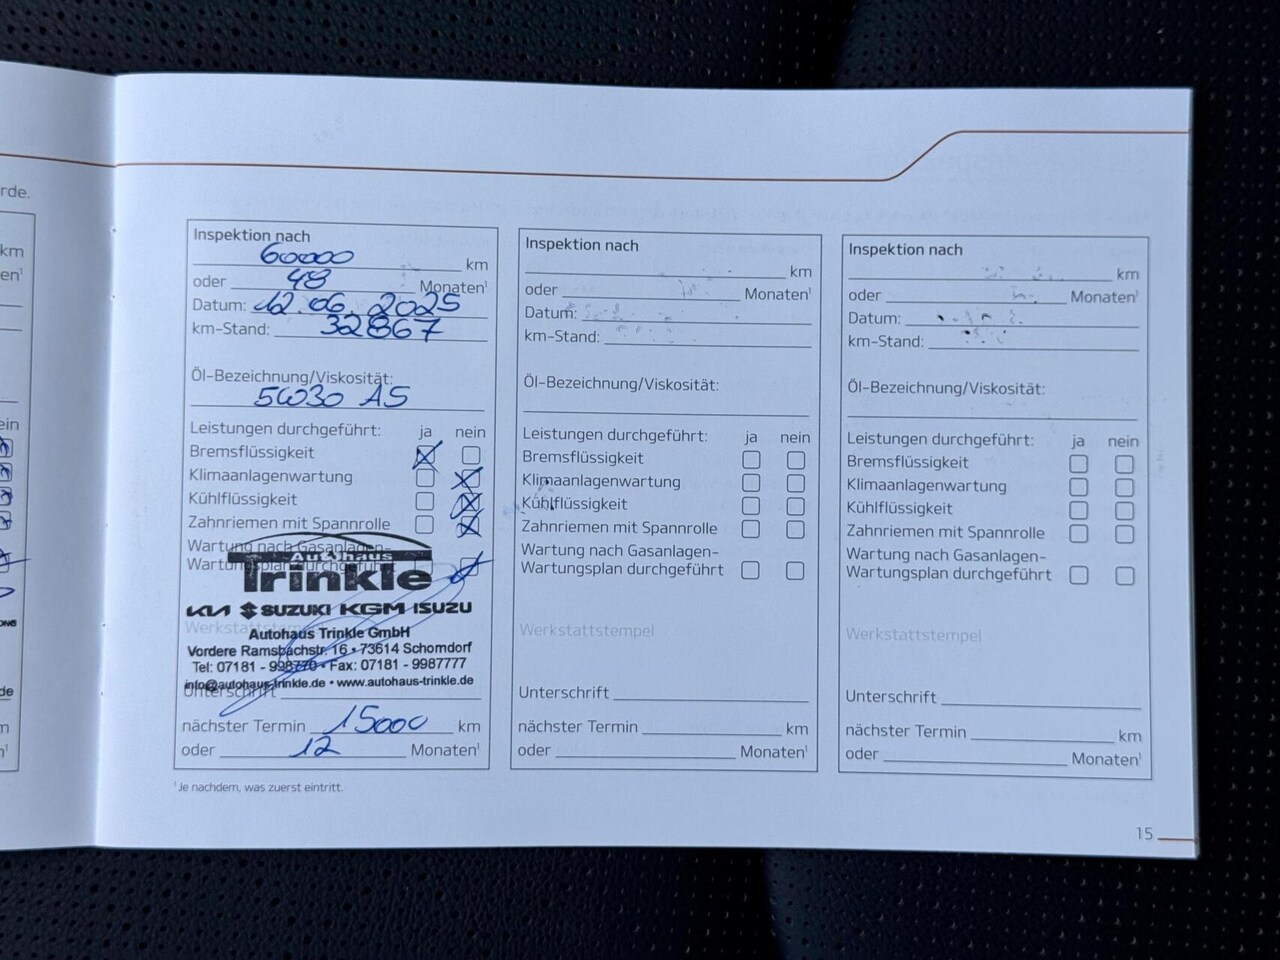 rde.
km
en¹
ein
de
Inspektion nach
60000 km
oder 48 Monaten¹
Datum: 12.06.2025
km-Stand: 32867
Öl-Bezeichnung/Viskosität:
5W30 A5
Leistungen durchgeführt: ja nein
Bremsflüssigkeit
Klimaanlagenwartung
Kühlflüssigkeit
Zahnriemen mit Spannrolle
Wartung nach Gasanlagen-
Wartungsplan durchgeführt
Autohaus
Trinkle
KIA SUZUKI KGM ISUZU
Werkstattstempel
Autohaus Trinkle GmbH
Vordere Ramsbachstr. 16 • 73614 Schorndorf
Tel: 07181 - 998770 • Fax: 07181 - 9987777
info@autohaus-trinkle.de • www.autohaus-trinkle.de
Unterschrift
nächster Termin 15000 km
oder 12 Monaten¹
¹Je nachdem, was zuerst eintritt.
Inspektion nach
km
oder Monaten¹
Datum:
km-Stand:
Öl-Bezeichnung/Viskosität:
Leistungen durchgeführt: ja nein
Bremsflüssigkeit
Klimaanlagenwartung
Kühlflüssigkeit
Zahnriemen mit Spannrolle
Wartung nach Gasanlagen-
Wartungsplan durchgeführt
Werkstattstempel
Unterschrift
nächster Termin km
oder Monaten¹
Inspektion nach
km
oder Monaten¹
Datum:
km-Stand:
Öl-Bezeichnung/Viskosität:
Leistungen durchgeführt: ja nein
Bremsflüssigkeit
Klimaanlagenwartung
Kühlflüssigkeit
Zahnriemen mit Spannrolle
Wartung nach Gasanlagen-
Wartungsplan durchgeführt
Werkstattstempel
Unterschrift
nächster Termin km
oder Monaten¹
15